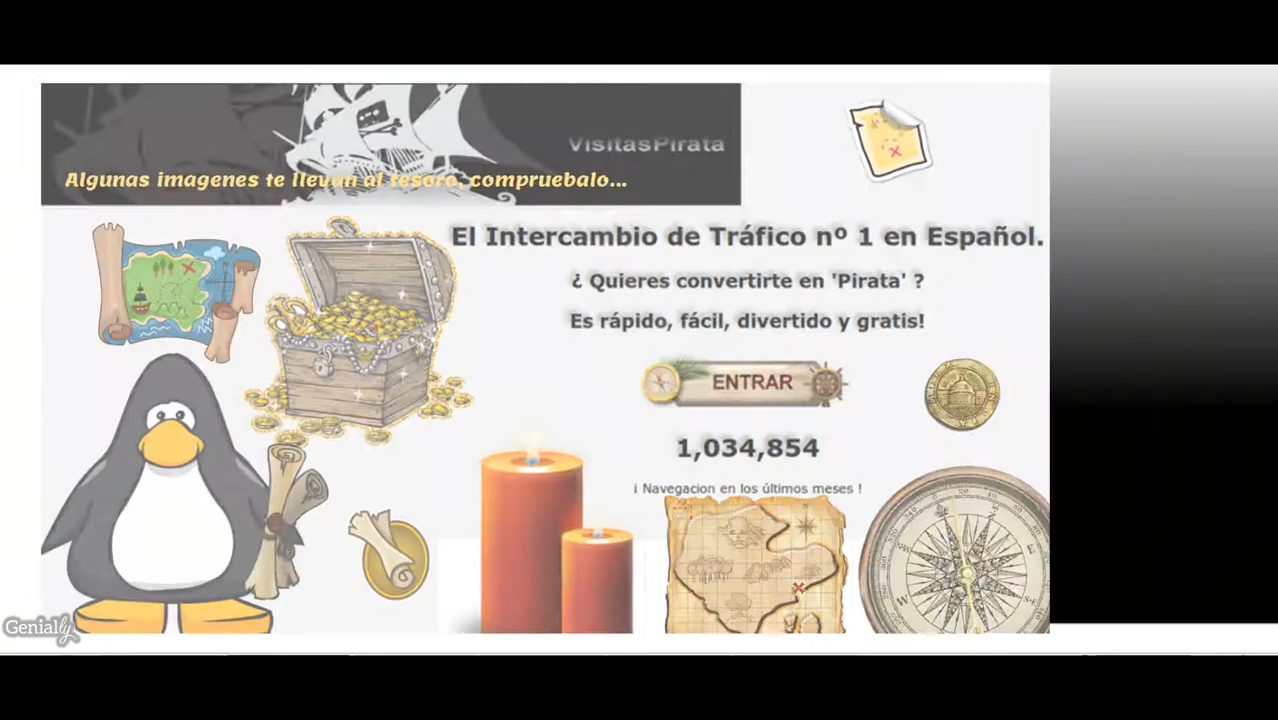 VisitasPirata
Algunas imagenes te llevan al tesoro, compruebalo...
El Intercambio de Tráfico nº 1 en Español.
¿ Quieres convertirte en 'Pirata' ?
Es rápido, fácil, divertido y gratis!
ENTRAR
1,034,854
¡ Navegacion en los últimos meses !
Genially